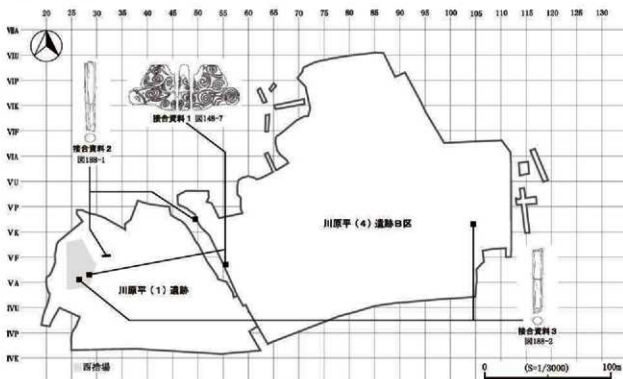 20 25 30 35 40 45 50 55 60 65 70 75 80 85 90 95 100 105 110 115 120 125 130
ⅦA
ⅥU
ⅥP
ⅥK
ⅥF
ⅥA
ⅤU
ⅤP
ⅤK
ⅤF
ⅤA
ⅣU
ⅣP
ⅣK
接合資料1 図148-7
接合資料2
図188-1
川原平(4)遺跡B区
川原平(1)遺跡
接合資料3
図188-2
西捨場
0 (S=1/3000) 100m